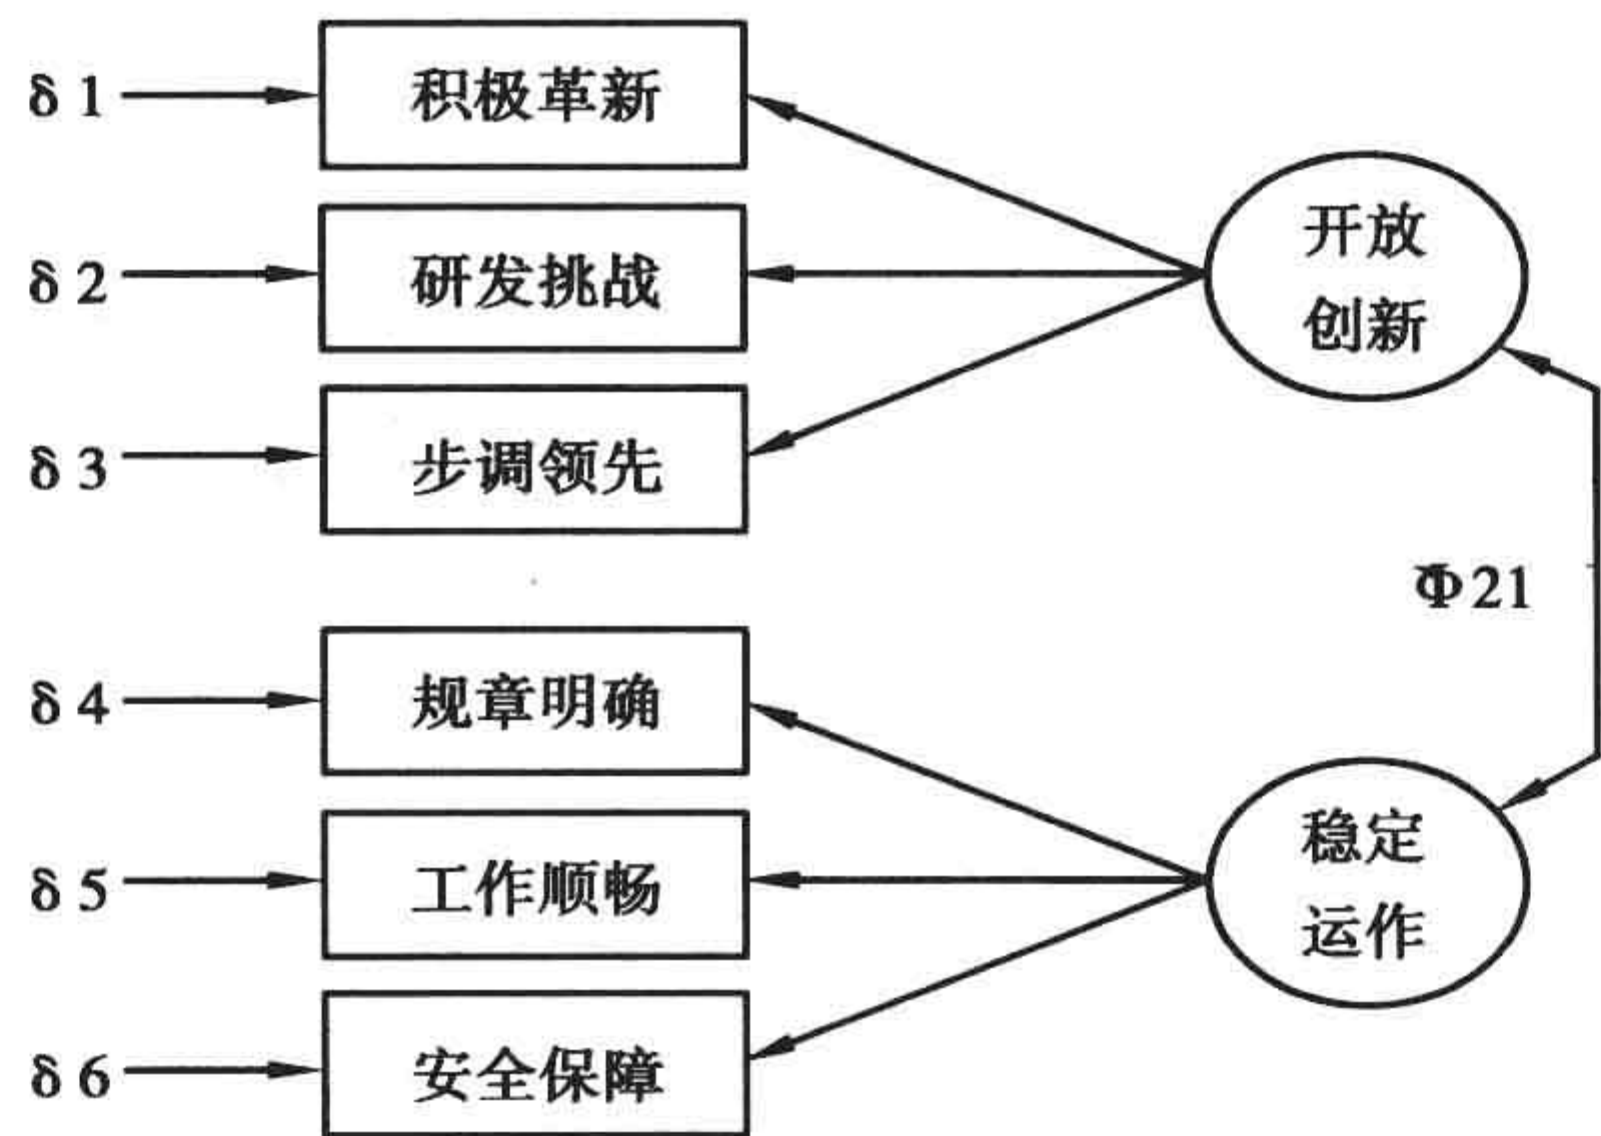 δ 1
积极革新
δ 2
研发挑战
δ 3
步调领先
开放
创新
Φ21
δ 4
规章明确
δ 5
工作顺畅
δ 6
安全保障
稳定
运作